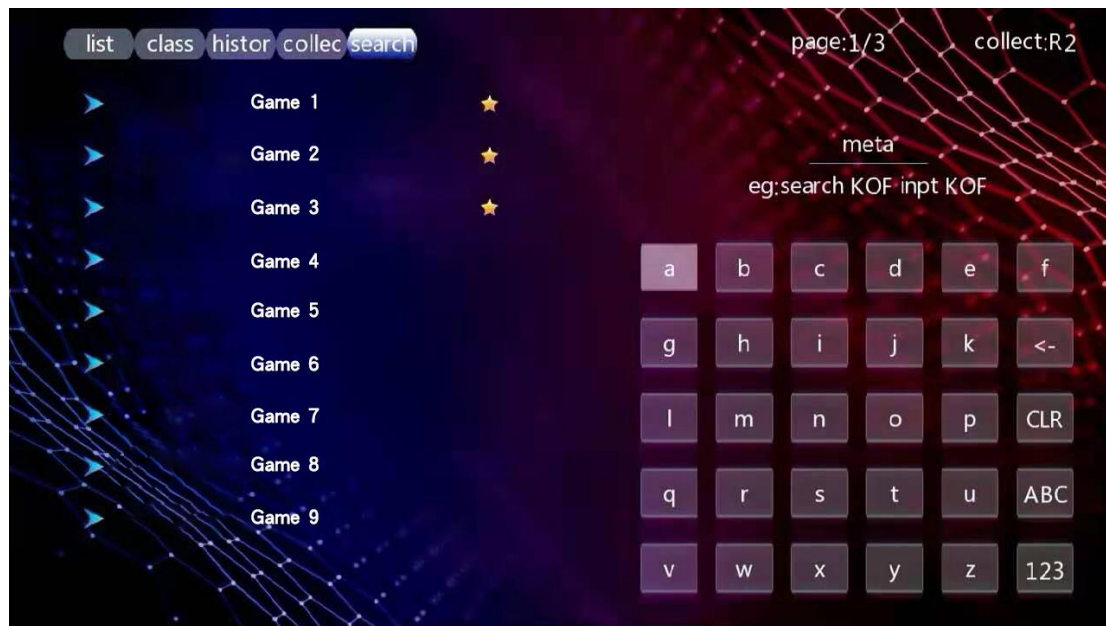 list class histor collec search
page:1/3 collect:R2
Game 1
Game 2
Game 3
Game 4
Game 5
Game 6
Game 7
Game 8
Game 9
meta
eg:search KOF inpt KOF
a b c d e f
g h i j k <-
l m n o p CLR
q r s t u ABC
v w x y z 123